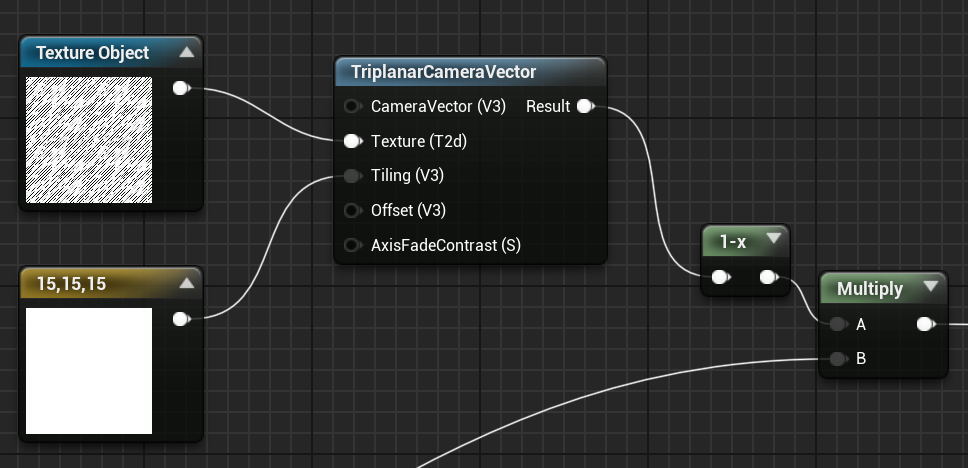 Texture Object
TriplanarCameraVector
CameraVector (V3) Result
Texture (T2d)
Tiling (V3)
Offset (V3)
AxisFadeContrast (S)
15,15,15
1-x
Multiply
A
B